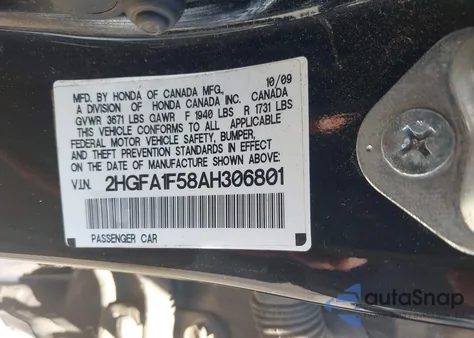 MFD. BY HONDA OF CANADA MFG., 10/09
A DIVISION OF HONDA CANADA INC. CANADA
GVWR 3671 LBS GAWR F 1940 LBS R 1731 LBS
THIS VEHICLE CONFORMS TO ALL APPLICABLE
FEDERAL MOTOR VEHICLE SAFETY, BUMPER,
AND THEFT PREVENTION STANDARDS IN EFFECT
ON THE DATE OF MANUFACTURE SHOWN ABOVE.
V.I.N. 2HGFA1F58AH306801
PASSENGER CAR
autoSnap